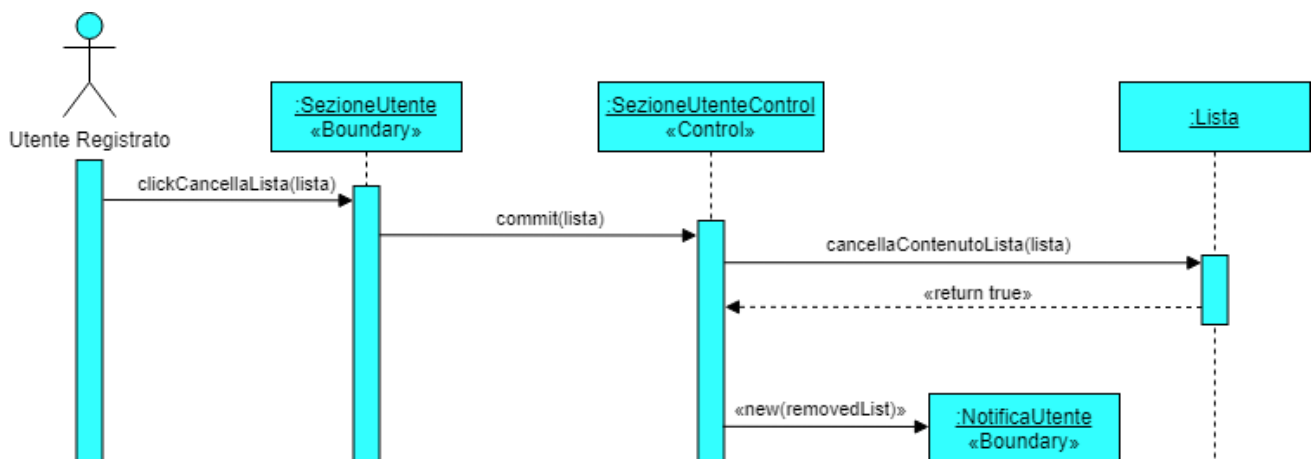 Utente Registrato
:SezioneUtente
«Boundary»
:SezioneUtenteControl
«Control»
:Lista
clickCancellaLista(lista)
commit(lista)
cancellaContenutoLista(lista)
«return true»
«new(removedList)»
:NotificaUtente
«Boundary»